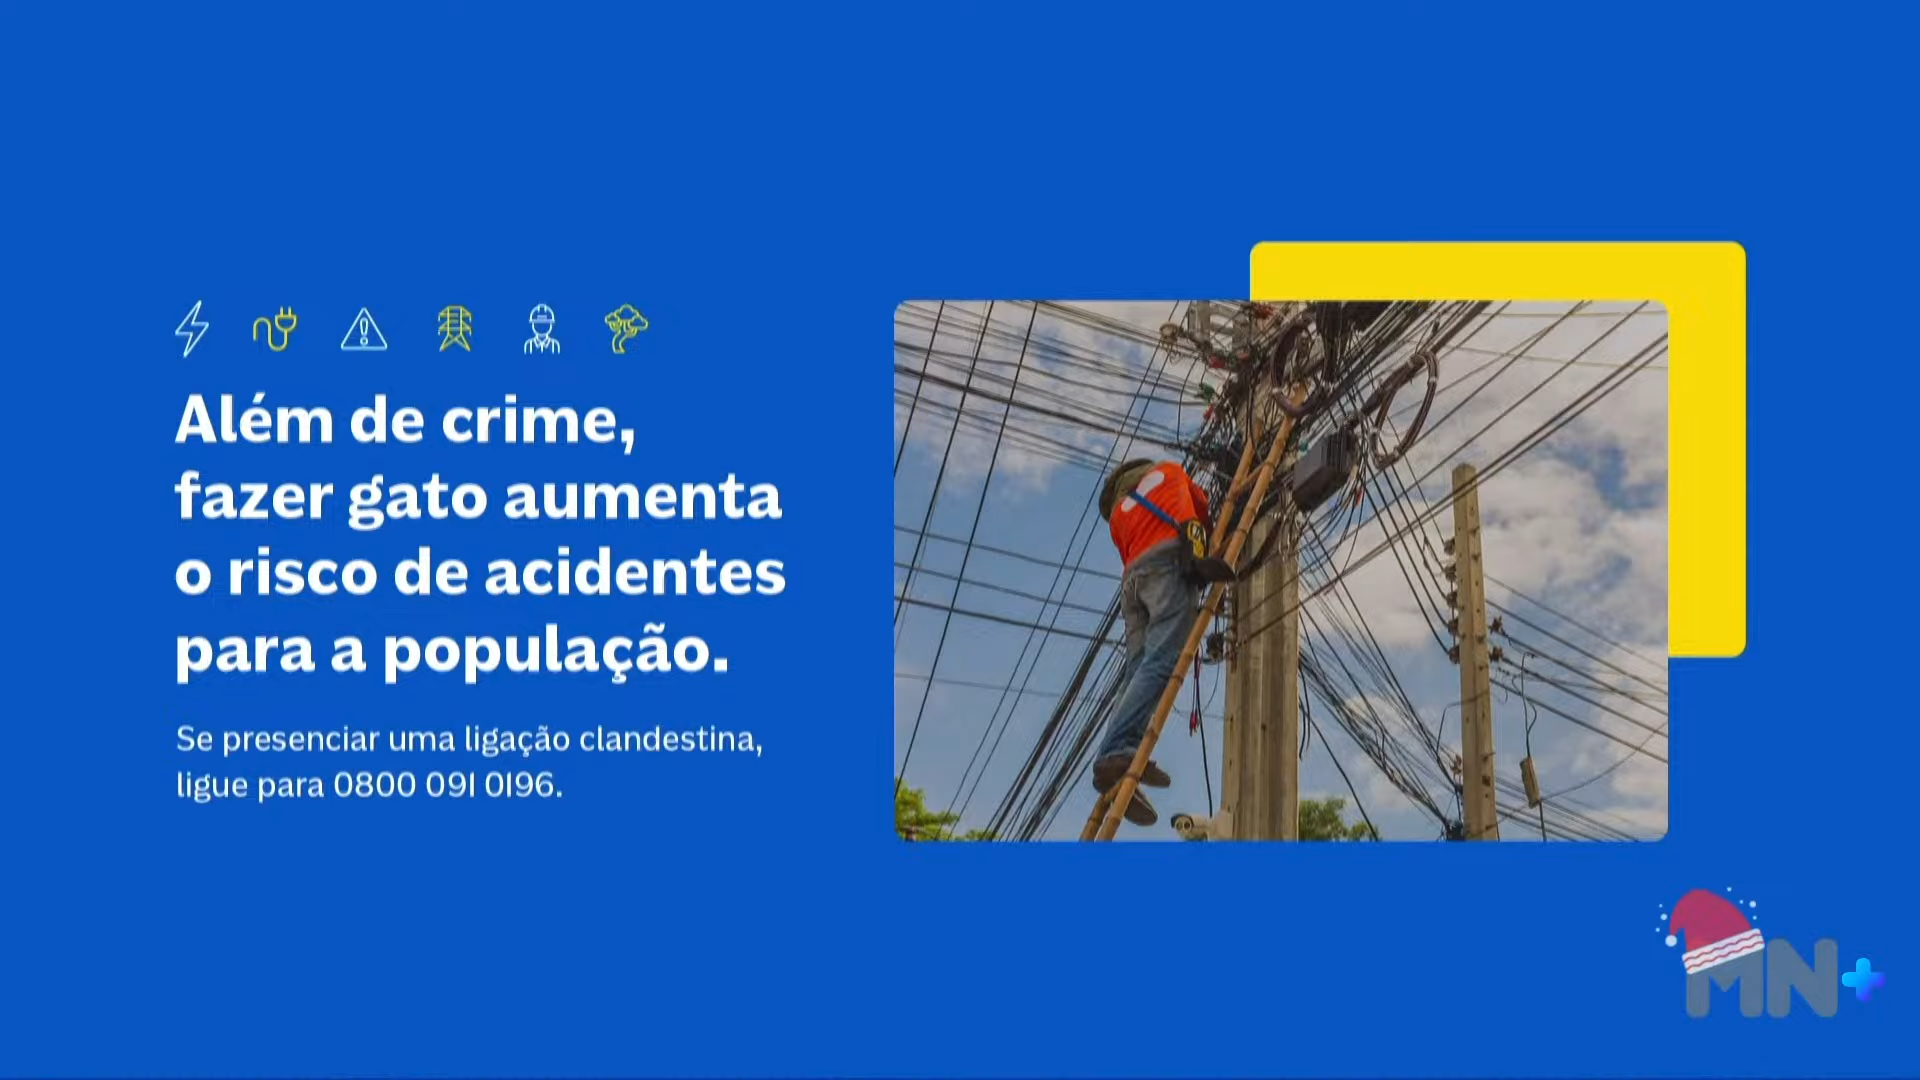 Além de crime,
fazer gato aumenta
o risco de acidentes
para a população.
Se presenciar uma ligação clandestina,
ligue para 0800 091 0196.
MN+